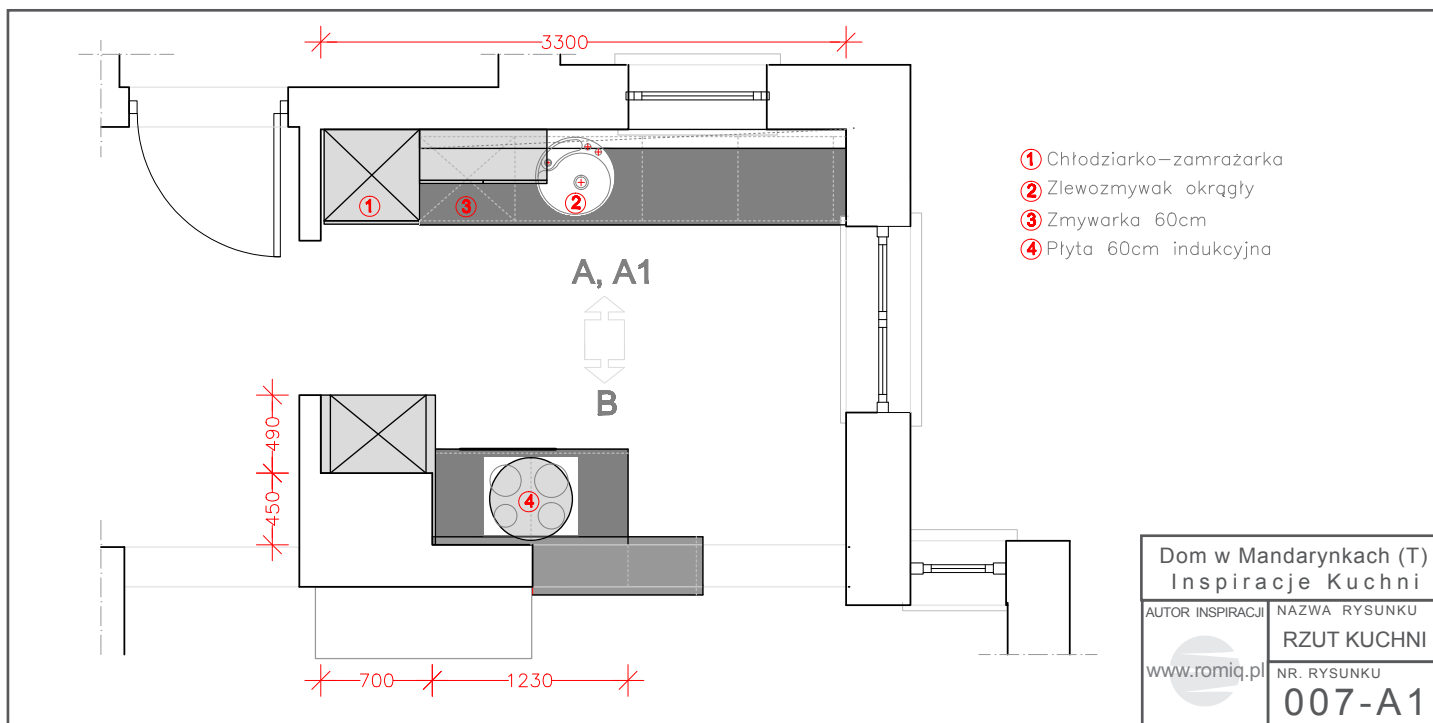 3300
① Chłodziarko-zamrażarka
② Zlewozmywak okrągły
③ Zmywarka 60cm
④ Płyta 60cm indukcyjna
① ③ ②
A, A1
B
490
450
④
700 1230
Dom w Mandarynkach (T)
Inspiracje Kuchni
AUTOR INSPIRACJI
www.romiq.pl
NAZWA RYSUNKU
RZUT KUCHNI
NR. RYSUNKU
007-A1